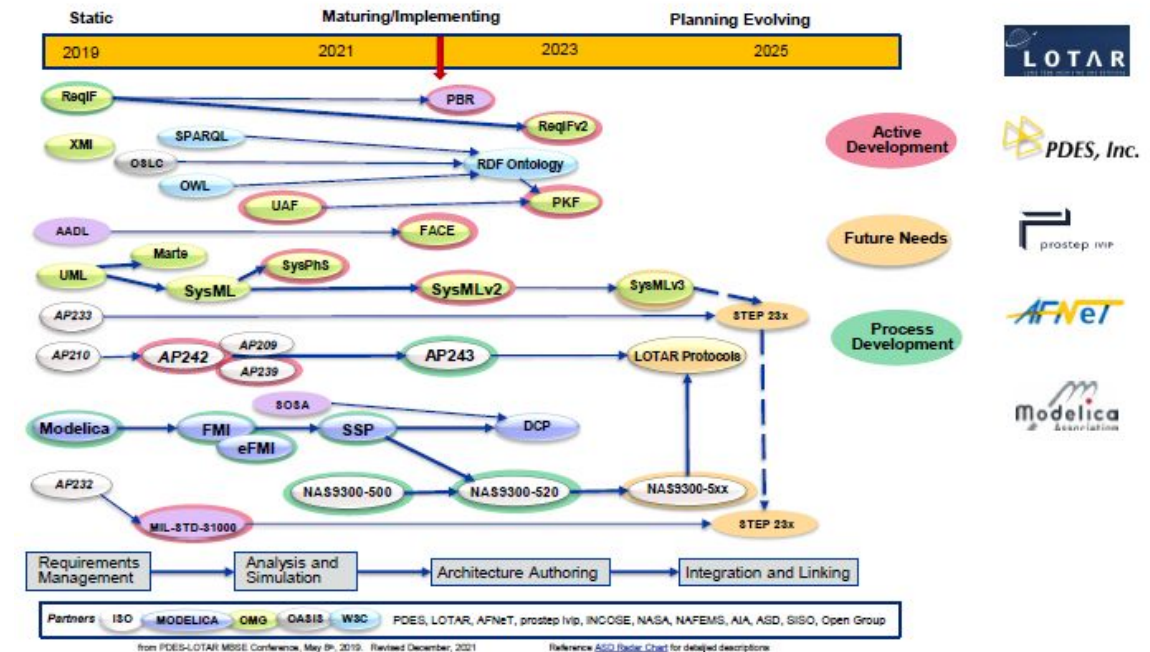 Static
Maturing/Implementing
Planning Evolving
2019
2021
2023
2025
ReqIF
PBR
ReqIFv2
XMI
SPARQL
OSLC
RDF Ontology
OWL
UAF
PKF
AADL
FACE
Marte
UML
SysPhS
SysML
SysMLv2
SysMLv3
AP233
STEP 23x
AP210
AP242
AP209
AP239
AP243
LOTAR Protocols
SOSA
Modelica
FMI
eFMI
SSP
DCP
AP232
NAS9300-500
NAS9300-520
NAS9300-5xx
MIL-STD-31000
STEP 23x
Active
Development
Future Needs
Process
Development
LOTAR
PDES, Inc.
prostep ivip
AFNeT
Modelica
Association
Requirements
Management
Analysis and
Simulation
Architecture Authoring
Integration and Linking
Partners ISO MODELICA OMG OASIS WSC PDES, LOTAR, AFNeT, prostep ivip, INCOSE, NASA, NAFEMS, AIA, ASD, SISO, Open Group
from PDES-LOTAR MBSE Conference, May 8th, 2019. Revised December, 2021 Reference ASD Radar Chart for detailed descriptions